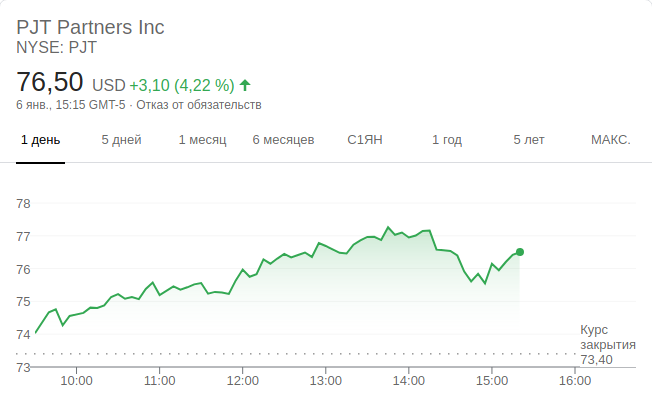 PJT Partners Inc
NYSE: PJT
76,50 USD +3,10 (4,22 %)
6 янв., 15:15 GMT-5 · Отказ от обязательств
1 день 5 дней 1 месяц 6 месяцев С1ЯН 1 год 5 лет МАКС.
78
77
76
75
74
Курс
закрытия
73,40
73
10:00 11:00 12:00 13:00 14:00 15:00 16:00